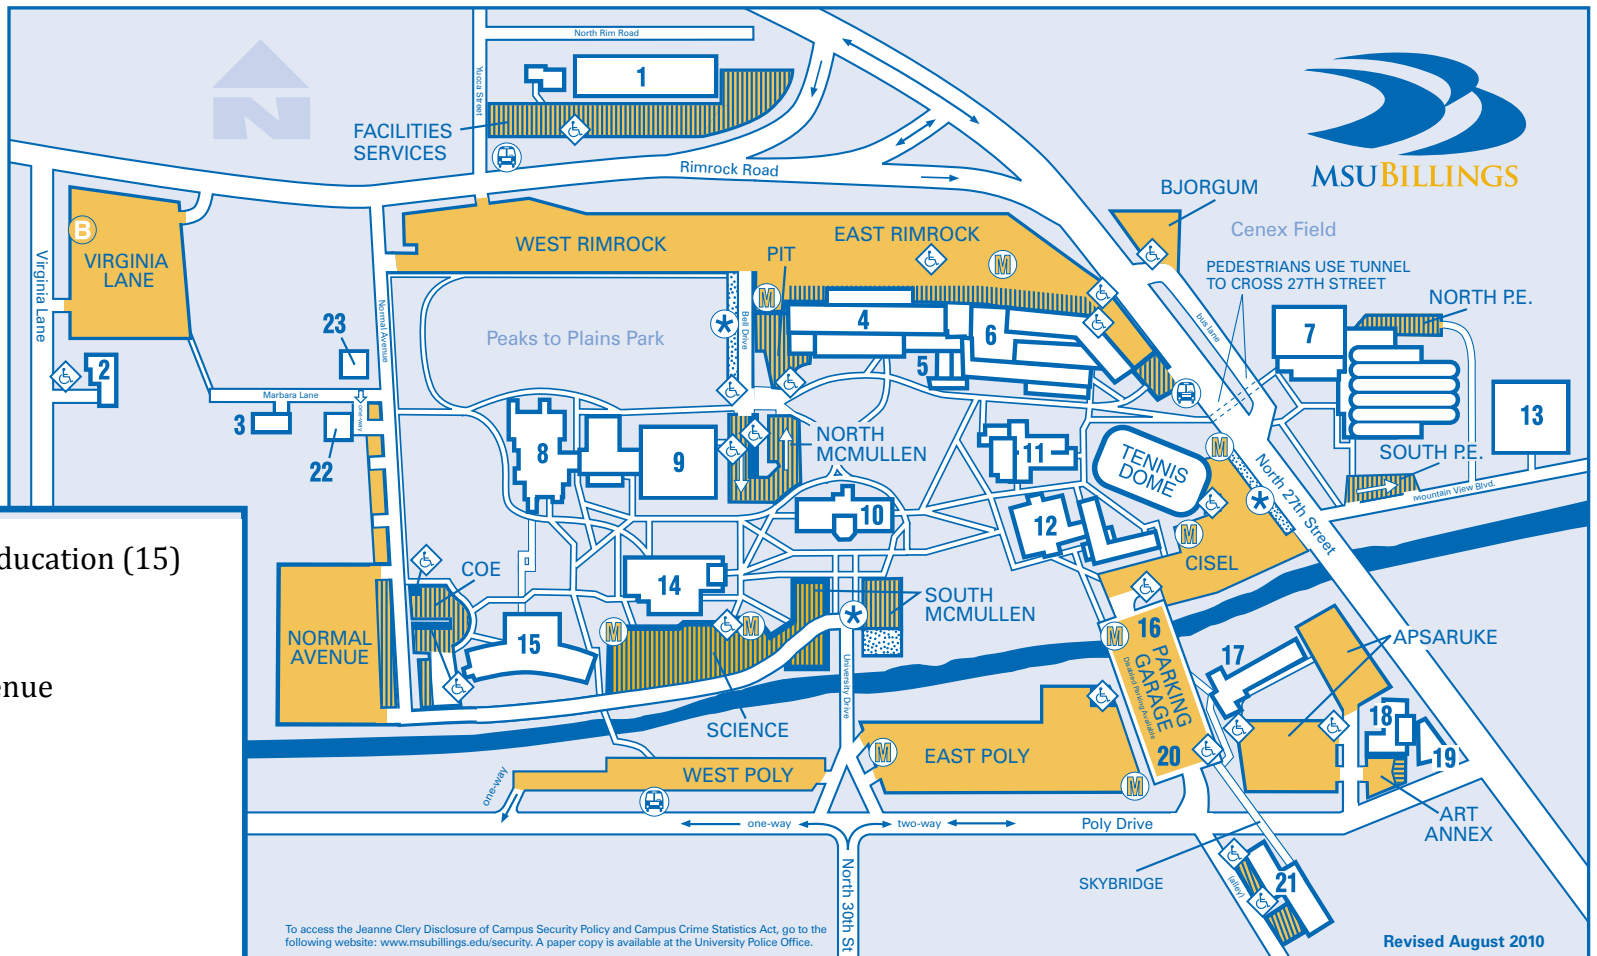 North Rim Road
Yucca Street
1
FACILITIES
SERVICES
N
Rimrock Road
MSUBILLINGS
BJORGUM
Cenex Field
B
VIRGINIA
LANE
Virginia Lane
WEST RIMROCK
EAST RIMROCK
PIT
M
M
PEDESTRIANS USE TUNNEL
TO CROSS 27TH STREET
NORTH P.E.
bus lane
Normal Avenue
23
Peaks to Plains Park
*
Bell Drive
4
6
5
7
2
Marbara Lane
one-way
3
22
13
8
9
NORTH
MCMULLEN
11
TENNIS
DOME
M
SOUTH P.E.
Mountain View Blvd.
North 27th Street
*
10
12
M
CISEL
ducation (15)
COE
14
SOUTH
MCMULLEN
*
NORMAL
AVENUE
15
M
M
M
16
PARKING
GARAGE
Disabled Parking Available
20
17
APSARUKE
enue
University Drive
SCIENCE
18
19
WEST POLY
M
EAST POLY
M
one-way
one-way
two-way
Poly Drive
ART
ANNEX
SKYBRIDGE
(alley)
21
North 30th St
To access the Jeanne Clery Disclosure of Campus Security Policy and Campus Crime Statistics Act, go to the
following website: www.msubillings.edu/security. A paper copy is available at the University Police Office.
Revised August 2010